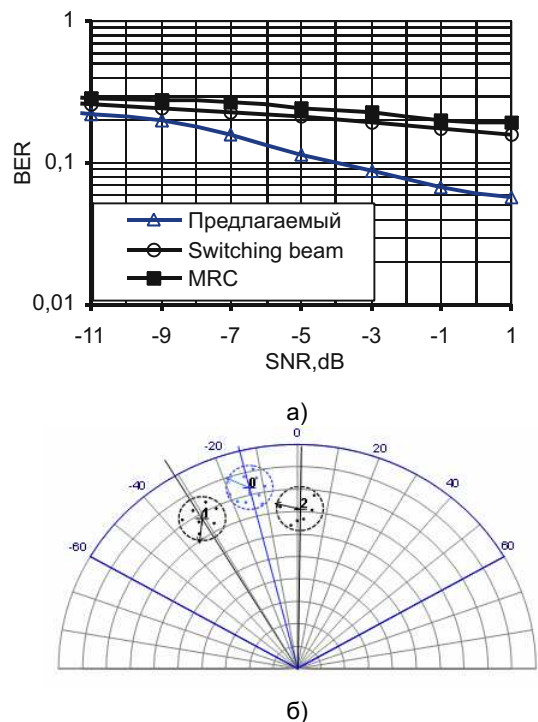 1
0,1
0,01
BER
Предлагаемый
Switching beam
MRC
-11 -9 -7 -5 -3 -1 1
SNR,dB
а)
-60 -40 -20 0 20 40 60
1 0 2
б)